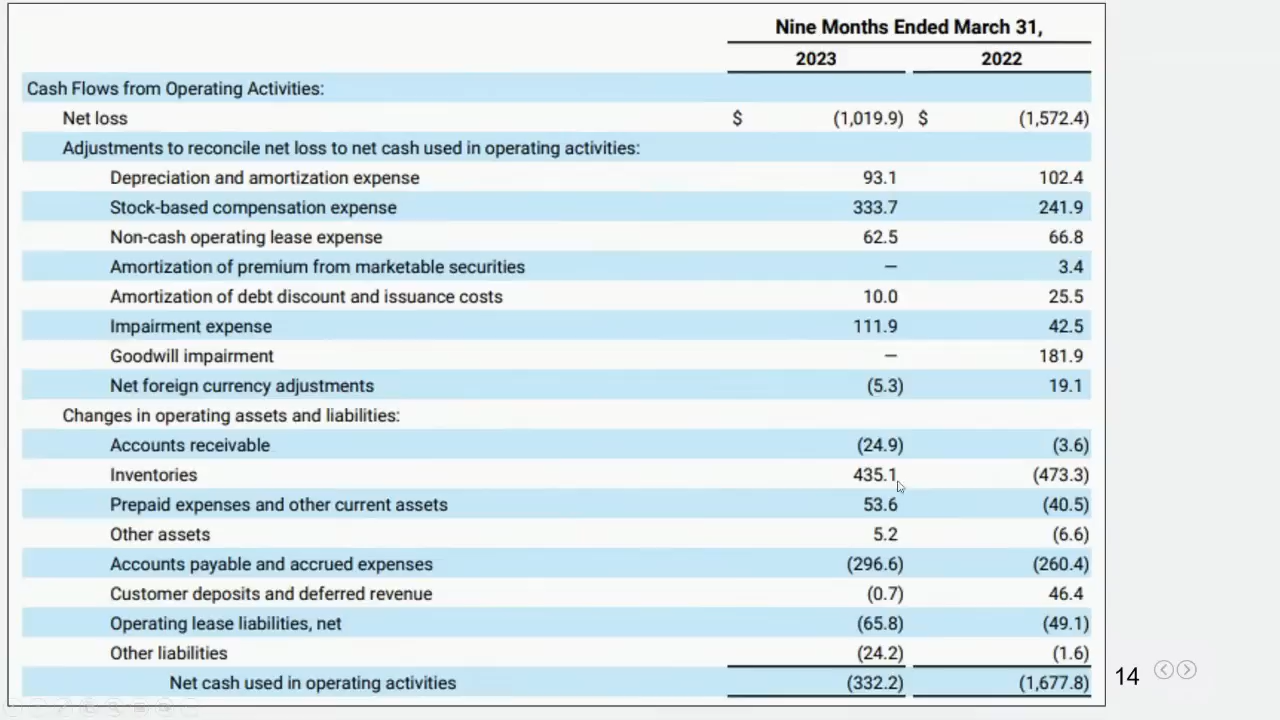 Nine Months Ended March 31,
2023 2022
Cash Flows from Operating Activities:
Net loss $ (1,019.9) $ (1,572.4)
Adjustments to reconcile net loss to net cash used in operating activities:
Depreciation and amortization expense 93.1 102.4
Stock-based compensation expense 333.7 241.9
Non-cash operating lease expense 62.5 66.8
Amortization of premium from marketable securities — 3.4
Amortization of debt discount and issuance costs 10.0 25.5
Impairment expense 111.9 42.5
Goodwill impairment — 181.9
Net foreign currency adjustments (5.3) 19.1
Changes in operating assets and liabilities:
Accounts receivable (24.9) (3.6)
Inventories 435.1 (473.3)
Prepaid expenses and other current assets 53.6 (40.5)
Other assets 5.2 (6.6)
Accounts payable and accrued expenses (296.6) (260.4)
Customer deposits and deferred revenue (0.7) 46.4
Operating lease liabilities, net (65.8) (49.1)
Other liabilities (24.2) (1.6)
Net cash used in operating activities (332.2) (1,677.8)
14